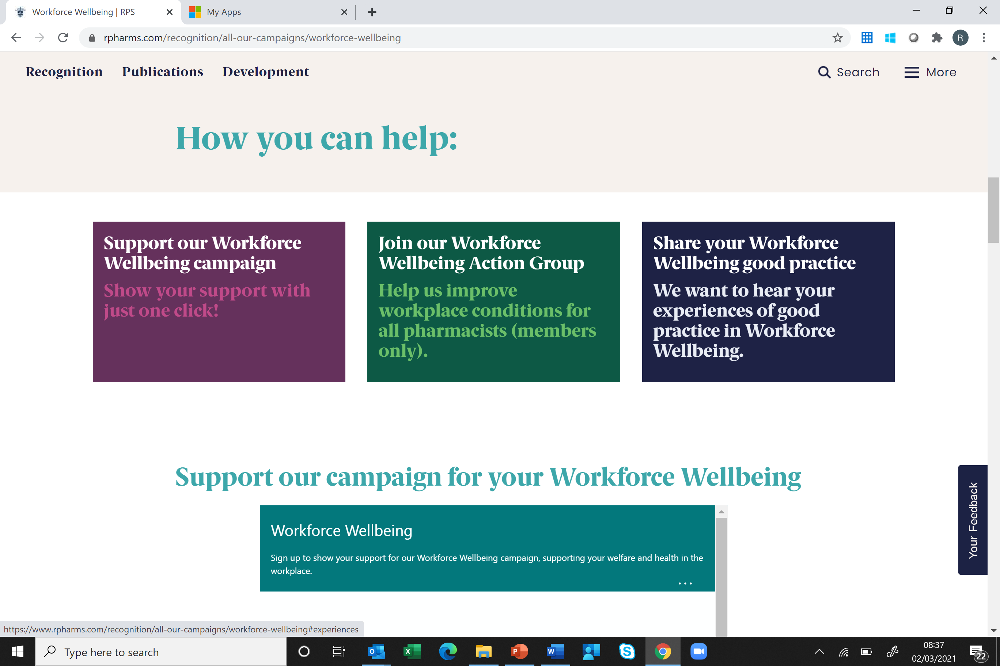 Workforce Wellbeing | RPS
My Apps
rpharms.com/recognition/all-our-campaigns/workforce-wellbeing
R
Recognition Publications Development
Search
More
How you can help:
Support our Workforce
Wellbeing campaign
Show your support with
just one click!
Join our Workforce
Wellbeing Action Group
Help us improve
workplace conditions for
all pharmacists (members
only).
Share your Workforce
Wellbeing good practice
We want to hear your
experiences of good
practice in Workforce
Wellbeing.
Support our campaign for your Workforce Wellbeing
Workforce Wellbeing
Sign up to show your support for our Workforce Wellbeing campaign, supporting your welfare and health in the
workplace.
...
Your Feedback
https://www.rpharms.com/recognition/all-our-campaigns/workforce-wellbeing#experiences
Type here to search
O
X
P
W
S
08:37
02/03/2021
22